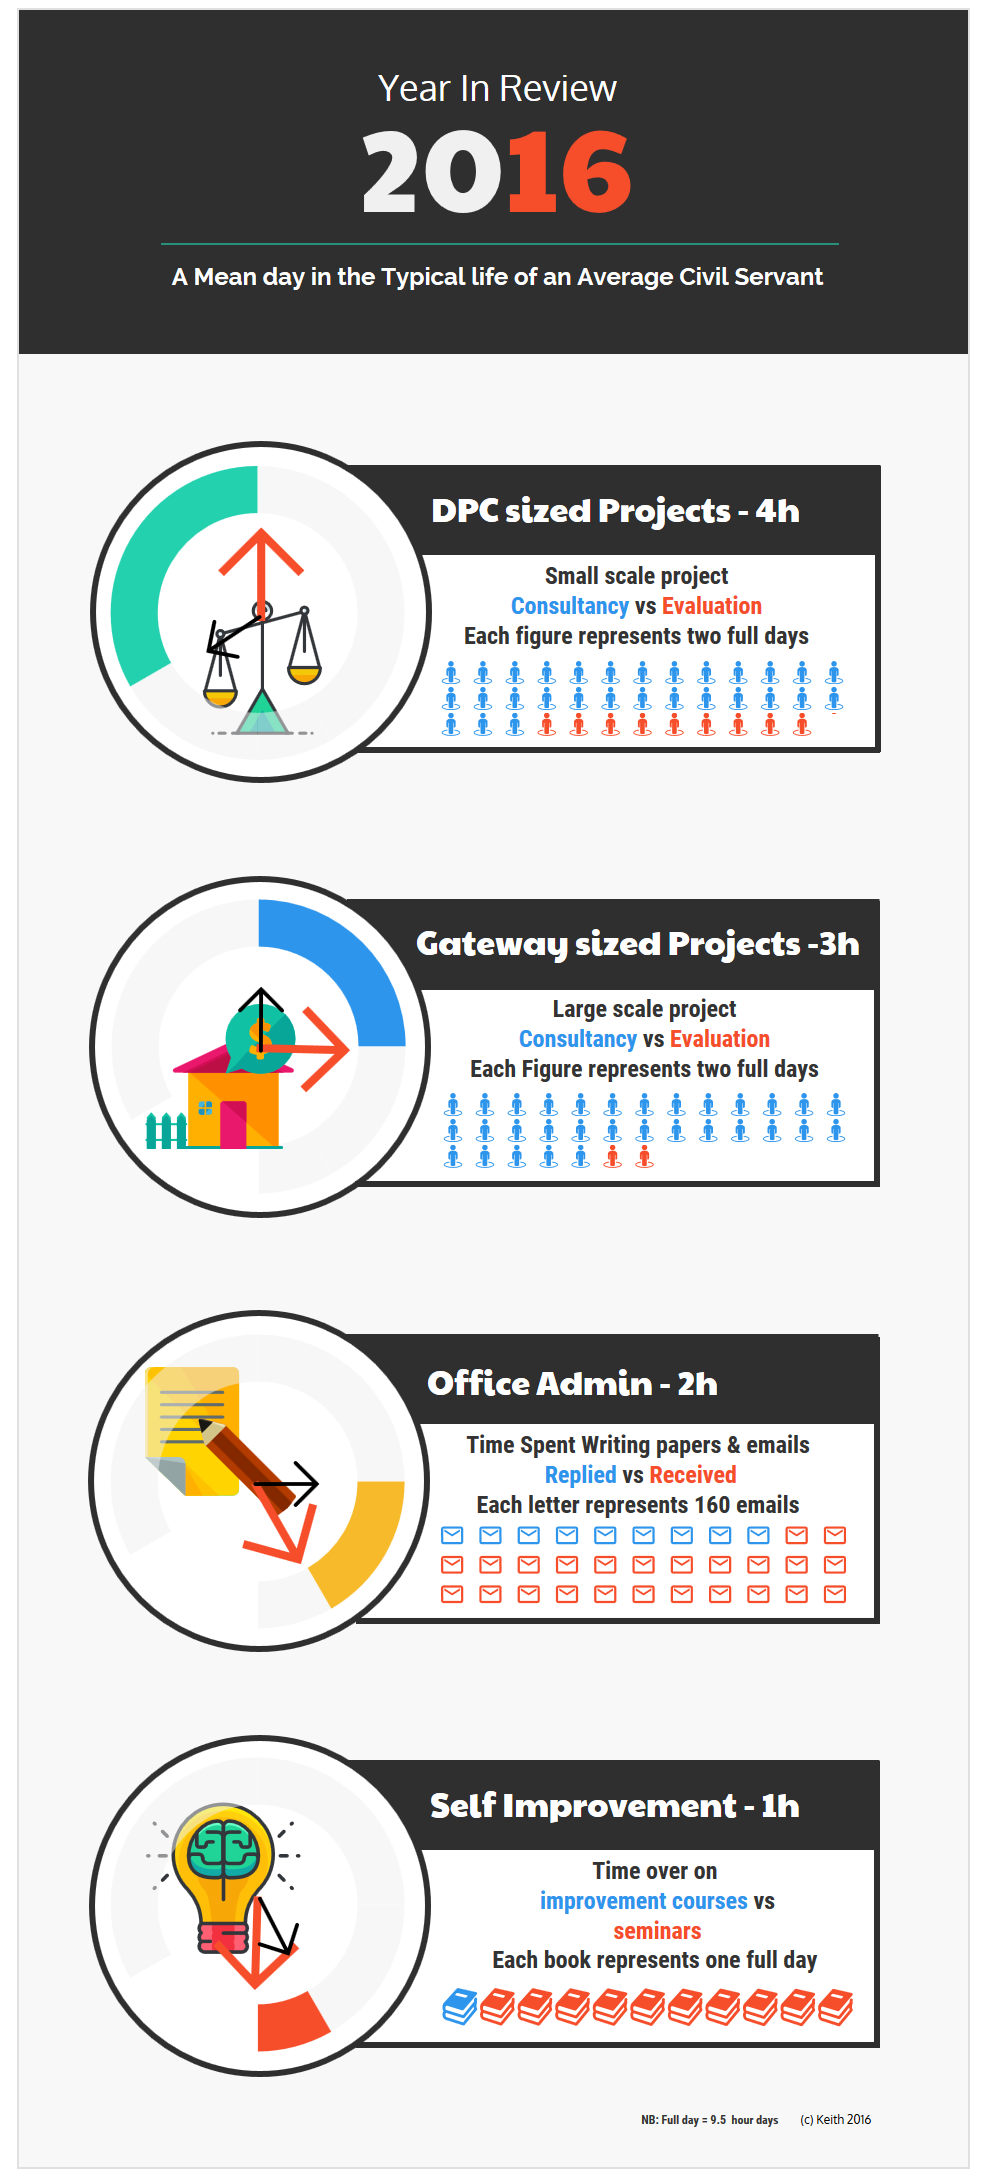 Year In Review
2016
A Mean day in the Typical life of an Average Civil Servant
DPC sized Projects - 4h
Small scale project
Consultancy vs Evaluation
Each figure represents two full days
Gateway sized Projects -3h
Large scale project
Consultancy vs Evaluation
Each Figure represents two full days
$
Office Admin - 2h
Time Spent Writing papers & emails
Replied vs Received
Each letter represents 160 emails
Self Improvement - 1h
Time over on
improvement courses vs
seminars
Each book represents one full day
NB: Full day = 9.5 hour days (c) Keith 2016